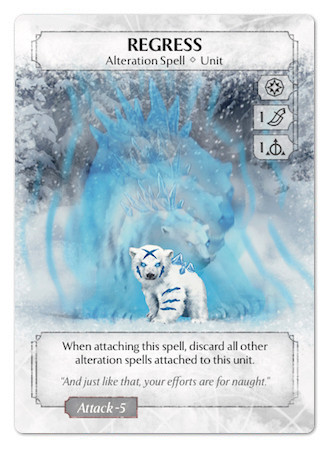 REGRESS
Alteration Spell ◇ Unit
1
1
When attaching this spell, discard all other
alteration spells attached to this unit.
"And just like that, your efforts are for naught."
Attack -5